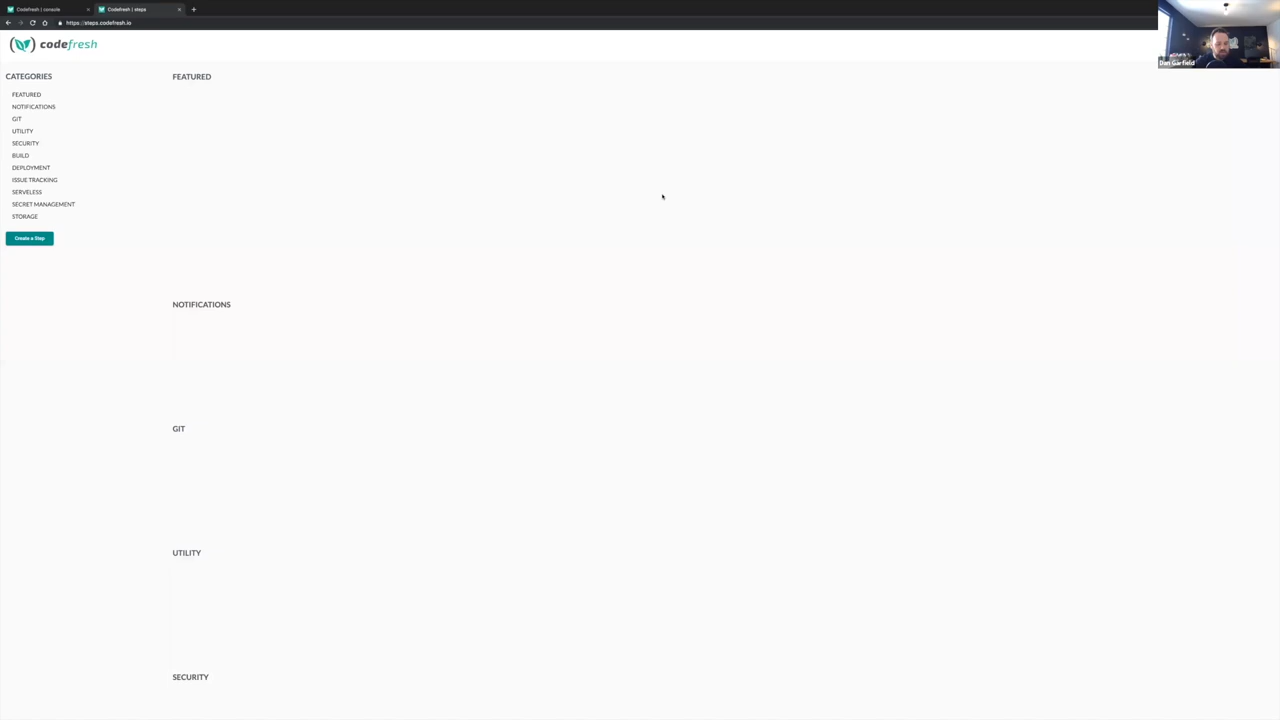 Codefresh | console
Codefresh | steps
https://steps.codefresh.io
codefresh
Dan Garfield
CATEGORIES
FEATURED
NOTIFICATIONS
GIT
UTILITY
SECURITY
BUILD
DEPLOYMENT
ISSUE TRACKING
SERVELESS
SECRET MANAGEMENT
STORAGE
Create a Step
FEATURED
NOTIFICATIONS
GIT
UTILITY
SECURITY